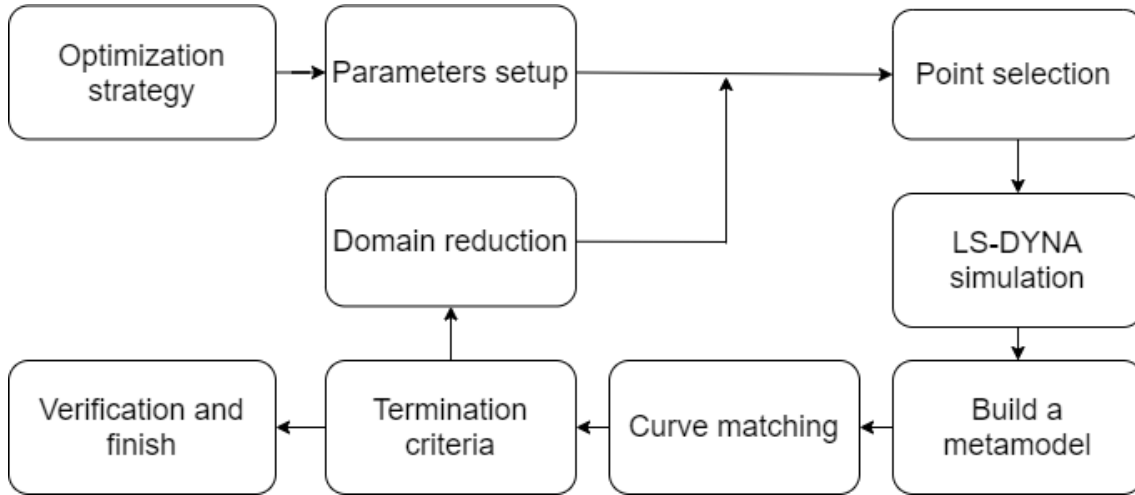 Optimization
strategy
Parameters setup
Point selection
Domain reduction
LS-DYNA
simulation
Verification and
finish
Termination
criteria
Curve matching
Build a
metamodel